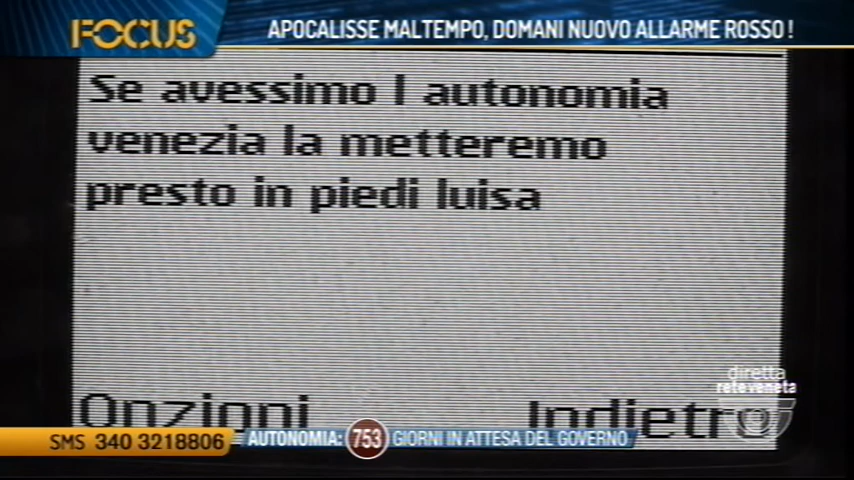 FOCUS
APOCALISSE MALTEMPO, DOMANI NUOVO ALLARME ROSSO!
Se avessimo l autonomia
venezia la metteremo
presto in piedi luisa
diretta
reteveneta
Opzioni Indietro
SMS 340 3218806 AUTONOMIA: 753 GIORNI IN ATTESA DEL GOVERNO